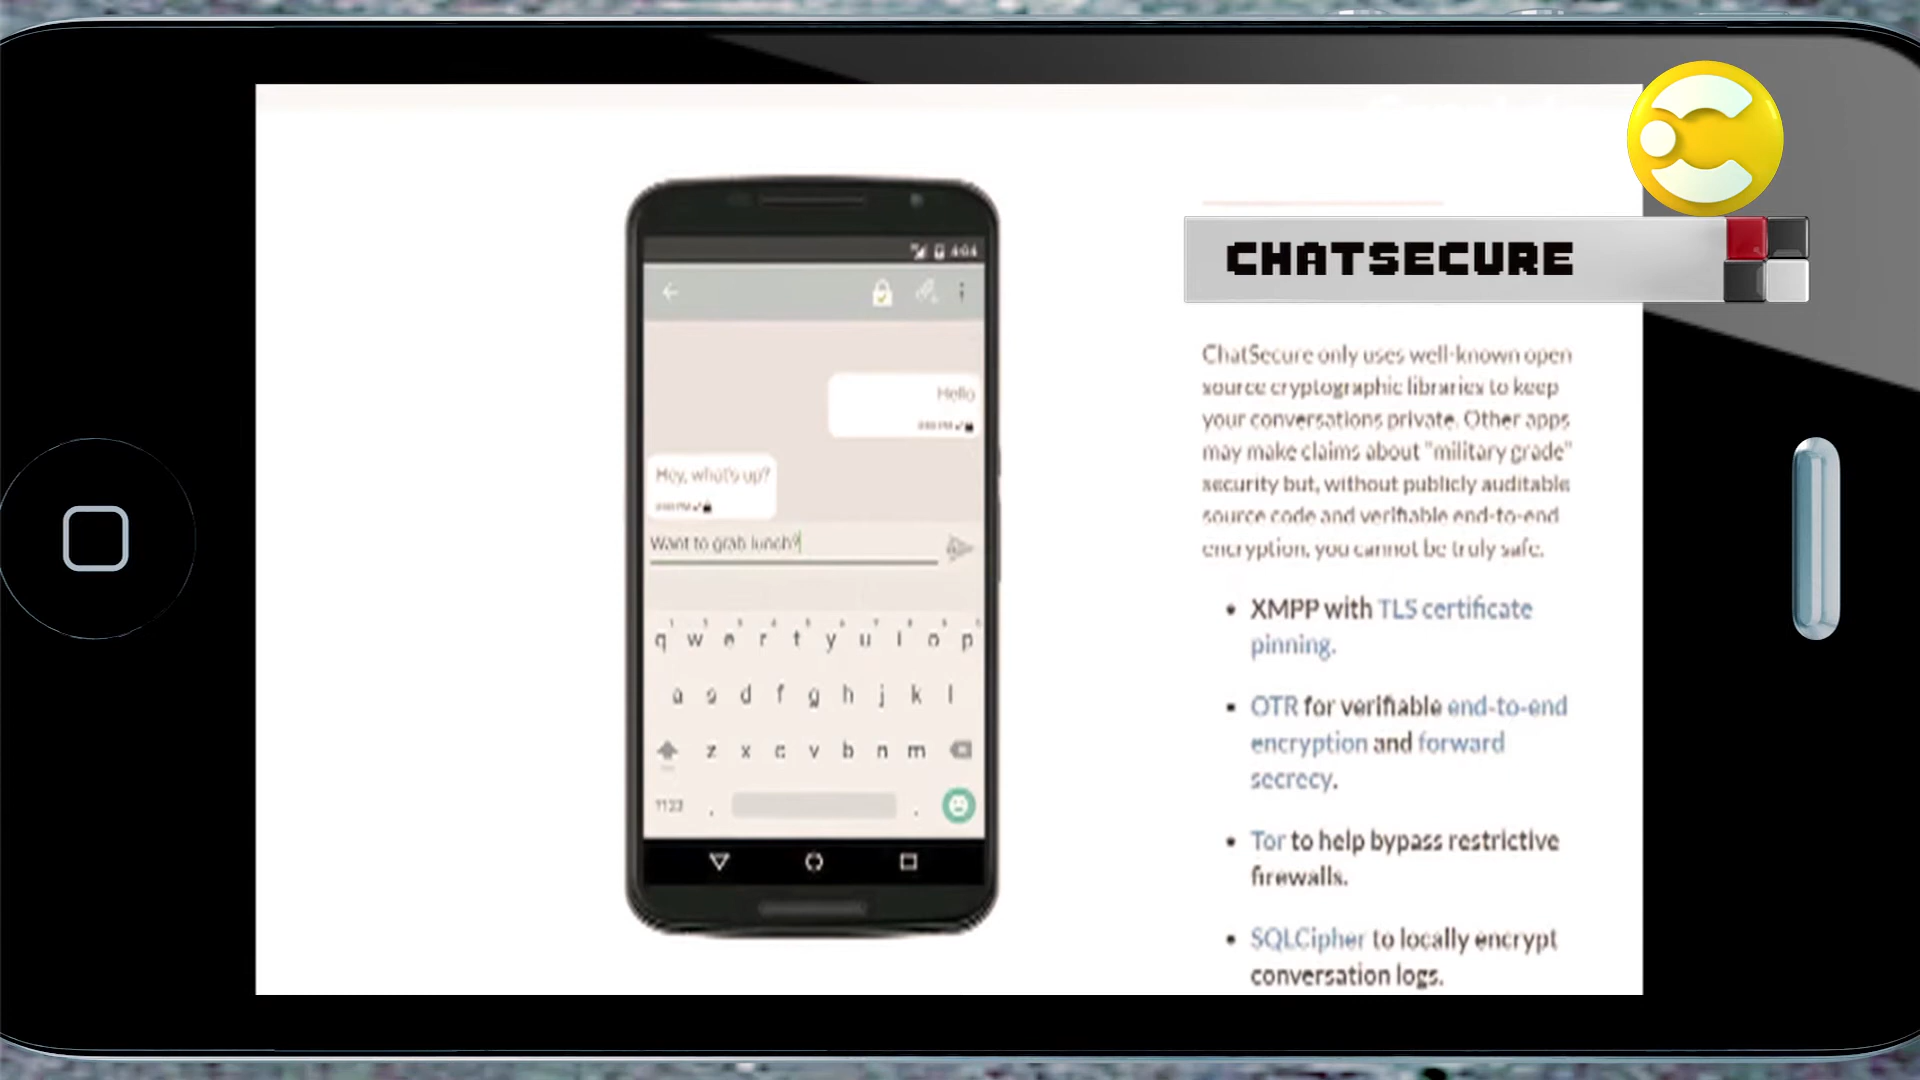 CHATSECURE
4:04
Hello
Hey, what's up?
Want to grab lunch?
q w e r t y u i o p
a s d f g h j k l
z x c v b n m
?123 , .
ChatSecure only uses well-known open
source cryptographic libraries to keep
your conversations private. Other apps
may make claims about "military grade"
security but, without publicly auditable
source code and verifiable end-to-end
encryption, you cannot be truly safe.
• XMPP with TLS certificate
pinning.
• OTR for verifiable end-to-end
encryption and forward
secrecy.
• Tor to help bypass restrictive
firewalls.
• SQLCipher to locally encrypt
conversation logs.